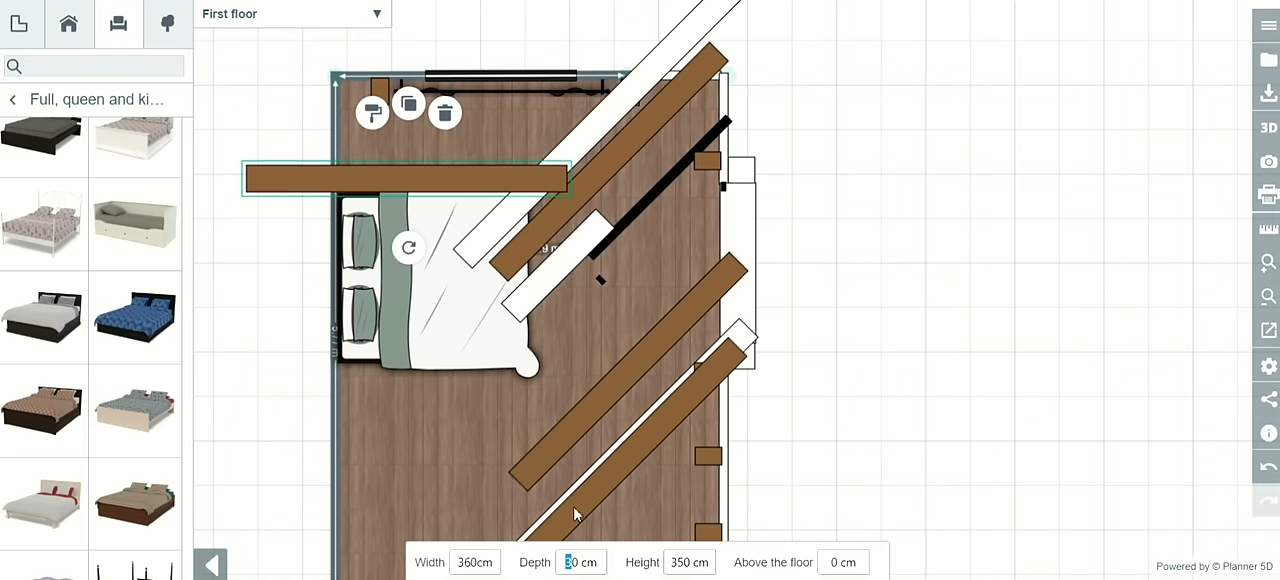 First floor ▼
Full, queen and ki...
3D
9 m
Width 360cm Depth 30 cm Height 350 cm Above the floor 0 cm
Powered by © Planner 5D